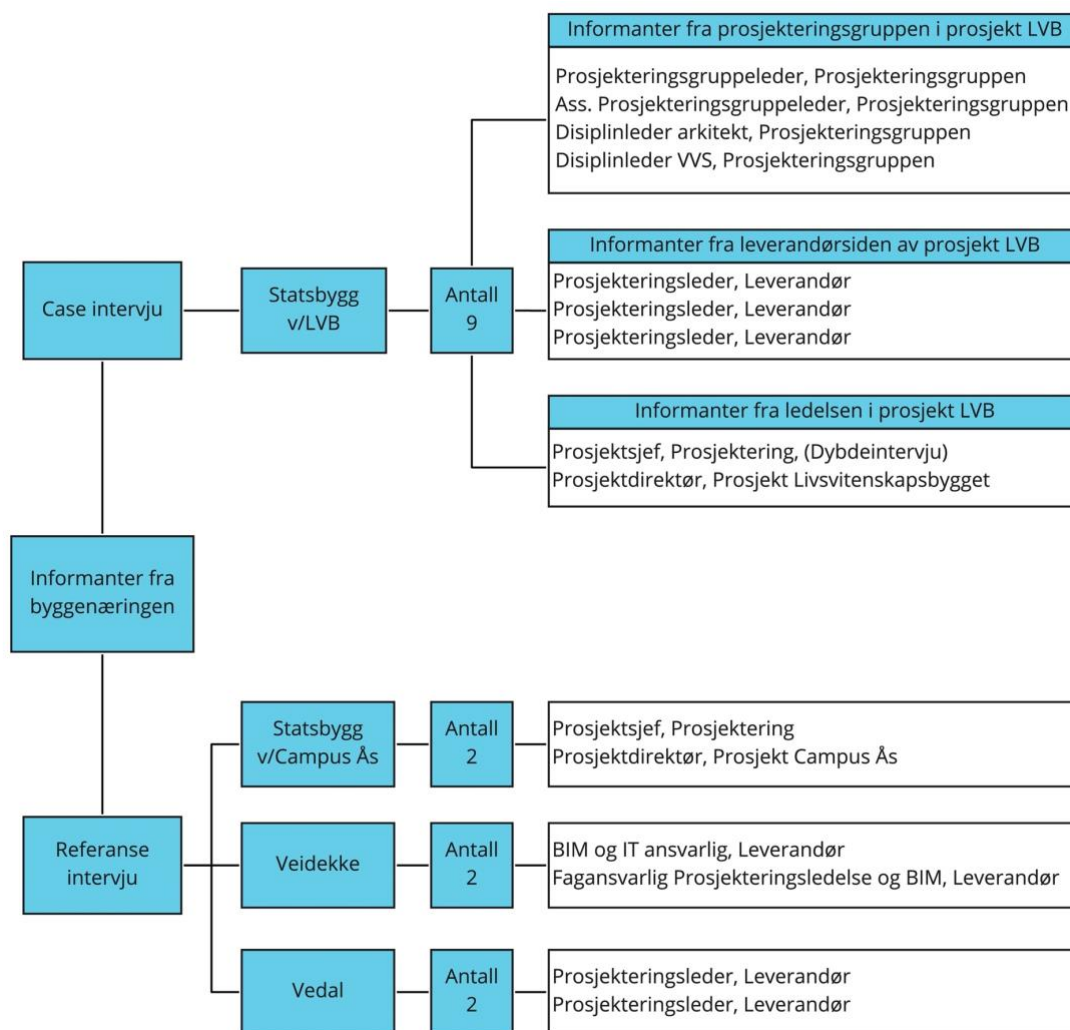 Informanter fra prosjekteringsgruppen i prosjekt LVB
Prosjekteringsgruppeleder, Prosjekteringsgruppen
Ass. Prosjekteringsgruppeleder, Prosjekteringsgruppen
Disiplinleder arkitekt, Prosjekteringsgruppen
Disiplinleder VVS, Prosjekteringsgruppen
Case intervju
Statsbygg
v/LVB
Antall
9
Informanter fra leverandørsiden av prosjekt LVB
Prosjekteringsleder, Leverandør
Prosjekteringsleder, Leverandør
Prosjekteringsleder, Leverandør
Informanter fra ledelsen i prosjekt LVB
Prosjektsjef, Prosjektering, (Dybdeintervju)
Prosjektdirektør, Prosjekt Livsvitenskapsbygget
Informanter fra
byggenæringen
Referanse
intervju
Statsbygg
v/Campus Ås
Antall
2
Prosjektsjef, Prosjektering
Prosjektdirektør, Prosjekt Campus Ås
Veidekke
Antall
2
BIM og IT ansvarlig, Leverandør
Fagansvarlig Prosjekteringsledelse og BIM, Leverandør
Vedal
Antall
2
Prosjekteringsleder, Leverandør
Prosjekteringsleder, Leverandør